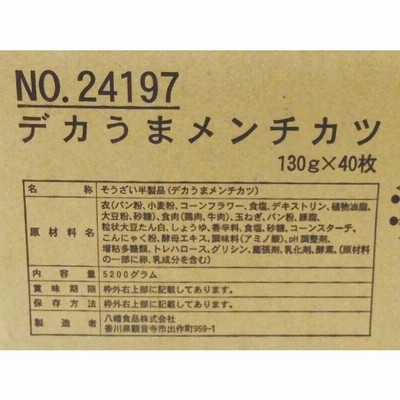 NO.24197
デカうまメンチカツ
130g×40枚
名称 そうざい半製品(デカうまメンチカツ)
原材料名 衣(パン粉、小麦粉、コーンフラワー、食塩、デキストリン、植物油脂、
大豆粉、砂糖)、食肉(鶏肉、牛肉)、玉ねぎ、パン粉、豚脂、
粒状大豆たん白、しょうゆ、香辛料、食塩、砂糖、コーンスターチ、
こんにゃく粉、酵母エキス、調味料(アミノ酸)、pH調整剤、
増粘多糖類、トレハロース、グリシン、膨張剤、乳化剤、酵素、(原材料
の一部に卵、乳成分を含む)
内容量 5200グラム
賞味期限 枠外右上部に記載してあります。
保存方法 枠外右上部に記載してあります。
製造者 八幡食品株式会社
香川県観音寺市出作町959-1